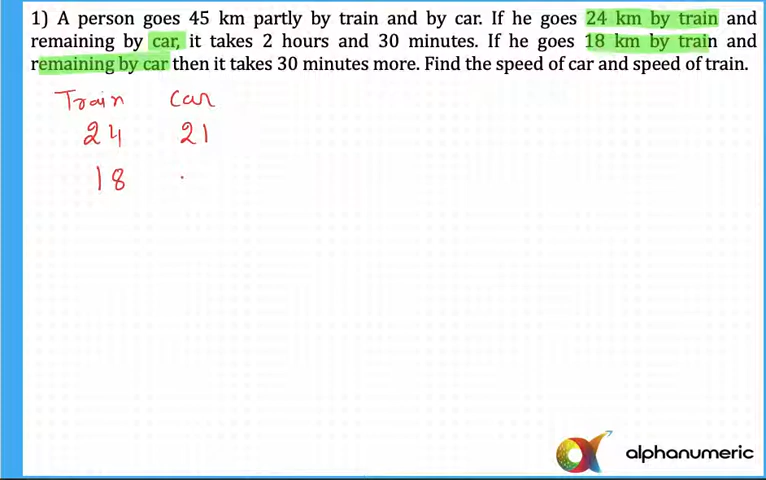 1) A person goes 45 km partly by train and by car. If he goes 24 km by train and
remaining by car, it takes 2 hours and 30 minutes. If he goes 18 km by train and
remaining by car then it takes 30 minutes more. Find the speed of car and speed of train.
Train Car
24 21
18
alphanumeric